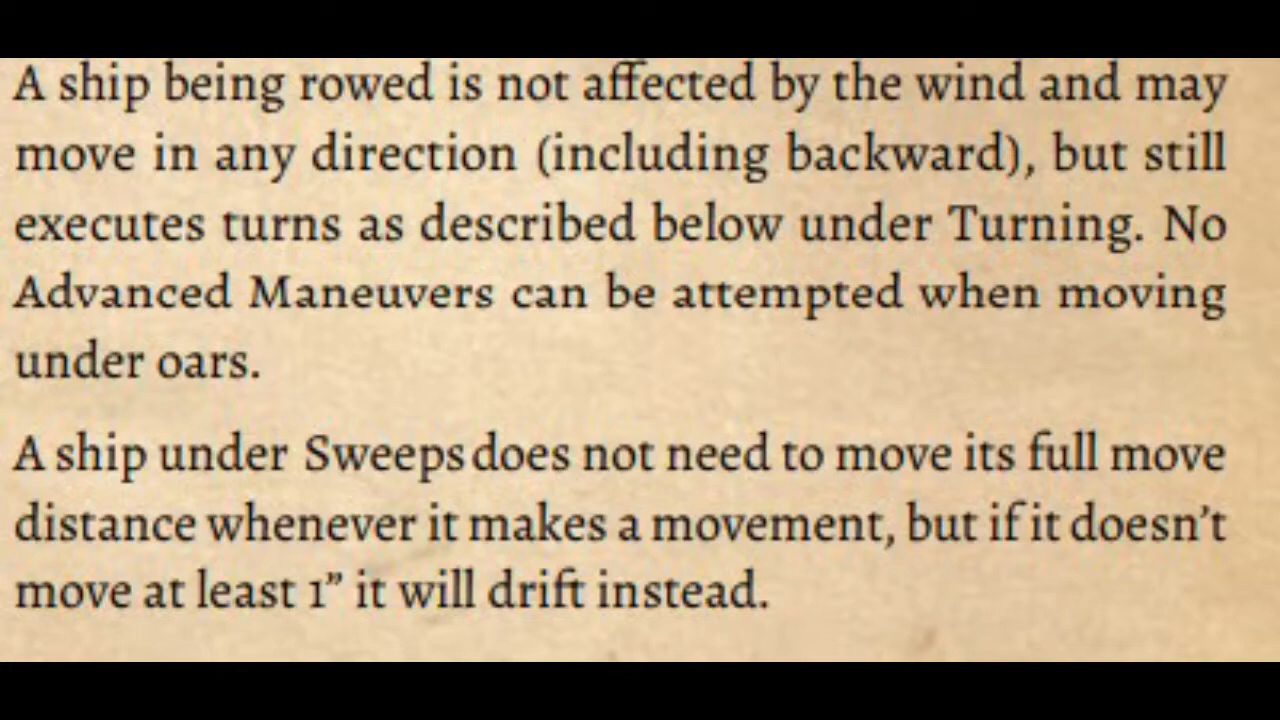 A ship being rowed is not affected by the wind and may
move in any direction (including backward), but still
executes turns as described below under Turning. No
Advanced Maneuvers can be attempted when moving
under oars.
A ship under Sweeps does not need to move its full move
distance whenever it makes a movement, but if it doesn’t
move at least 1” it will drift instead.